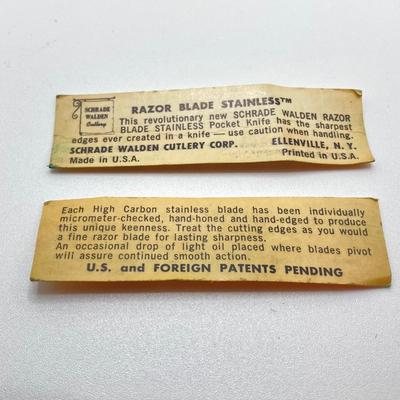 SCHRADE
WALDEN
Cutlery
RAZOR BLADE STAINLESS™
This revolutionary new SCHRADE WALDEN RAZOR
BLADE STAINLESS Pocket Knife has the sharpest
edges ever created in a knife — use caution when handling.
SCHRADE WALDEN CUTLERY CORP. ELLENVILLE, N. Y.
Made in U.S.A. Printed in U.S.A.
Each High Carbon stainless blade has been individually
micrometer-checked, hand-honed and hand-edged to produce
this unique keenness. Treat the cutting edges as you would
a fine razor blade for lasting sharpness.
An occasional drop of light oil placed where blades pivot
will assure continued smooth action.
U.S. and FOREIGN PATENTS PENDING